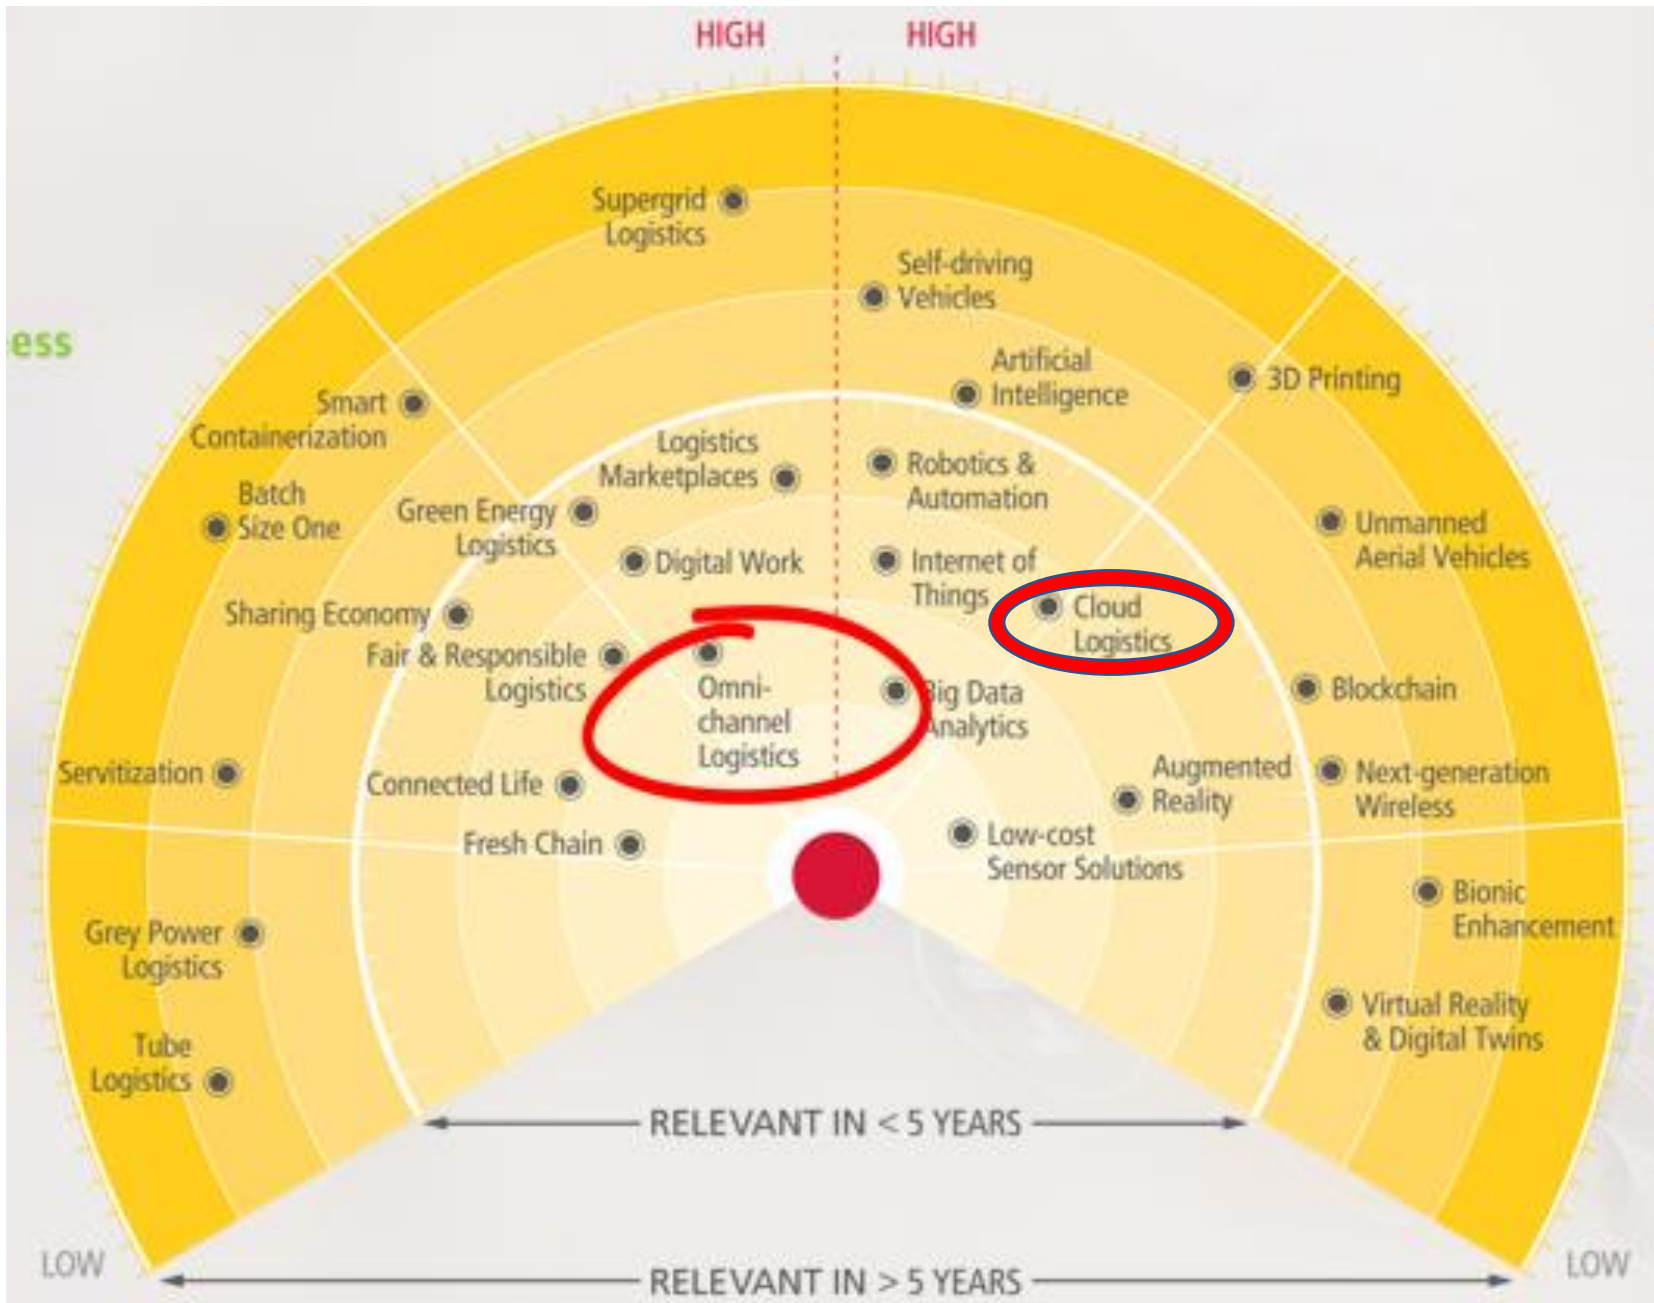 HIGH
HIGH
Supergrid
Logistics
Self-driving
Vehicles
ess
Artificial
Intelligence
3D Printing
Smart
Containerization
Logistics
Marketplaces
Robotics &
Automation
Batch
Size One
Green Energy
Logistics
Unmanned
Aerial Vehicles
Digital Work
Internet of
Things
Sharing Economy
Cloud
Logistics
Fair & Responsible
Logistics
Omni-
channel
Logistics
Big Data
Analytics
Blockchain
Servitization
Connected Life
Augmented
Reality
Next-generation
Wireless
Fresh Chain
Low-cost
Sensor Solutions
Bionic
Enhancement
Grey Power
Logistics
Virtual Reality
& Digital Twins
Tube
Logistics
RELEVANT IN < 5 YEARS
LOW
LOW
RELEVANT IN > 5 YEARS